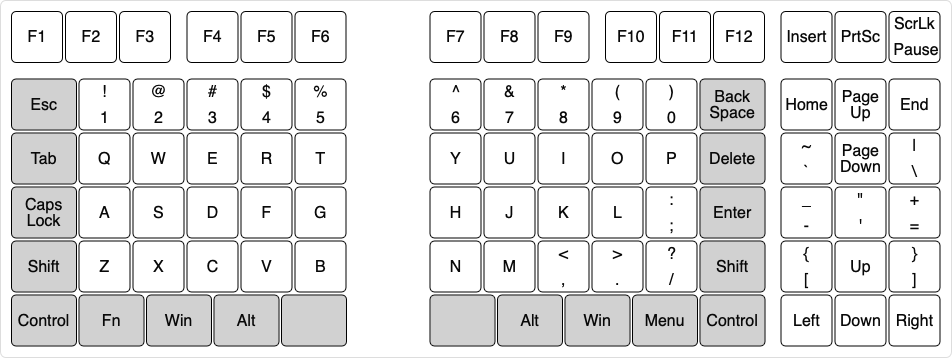 F1 F2 F3 F4 F5 F6 F7 F8 F9 F10 F11 F12 Insert PrtSc ScrLk
Pause
Esc ! @ # $ % ^ & * ( ) Back Space Home Page Up End
1 2 3 4 5 6 7 8 9 0
Tab Q W E R T Y U I O P Delete ~ Page Down |
` \
Caps Lock A S D F G H J K L : Enter _ " +
; - ' =
Shift Z X C V B N M < > ? Shift { Up }
, . / [ ]
Control Fn Win Alt Alt Win Menu Control Left Down Right